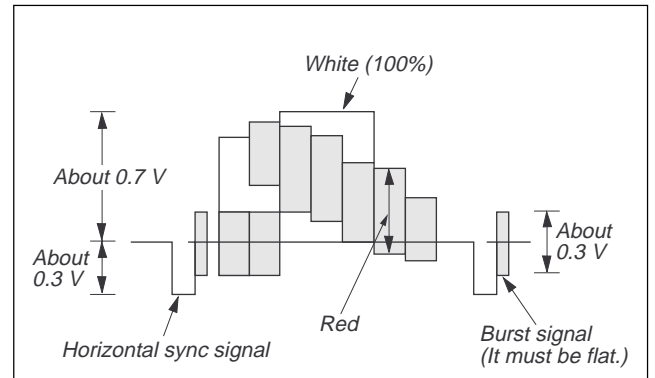 White (100%)
About 0.7 V
About
0.3 V
About
0.3 V
Red
Horizontal sync signal
Burst signal
(It must be flat.)